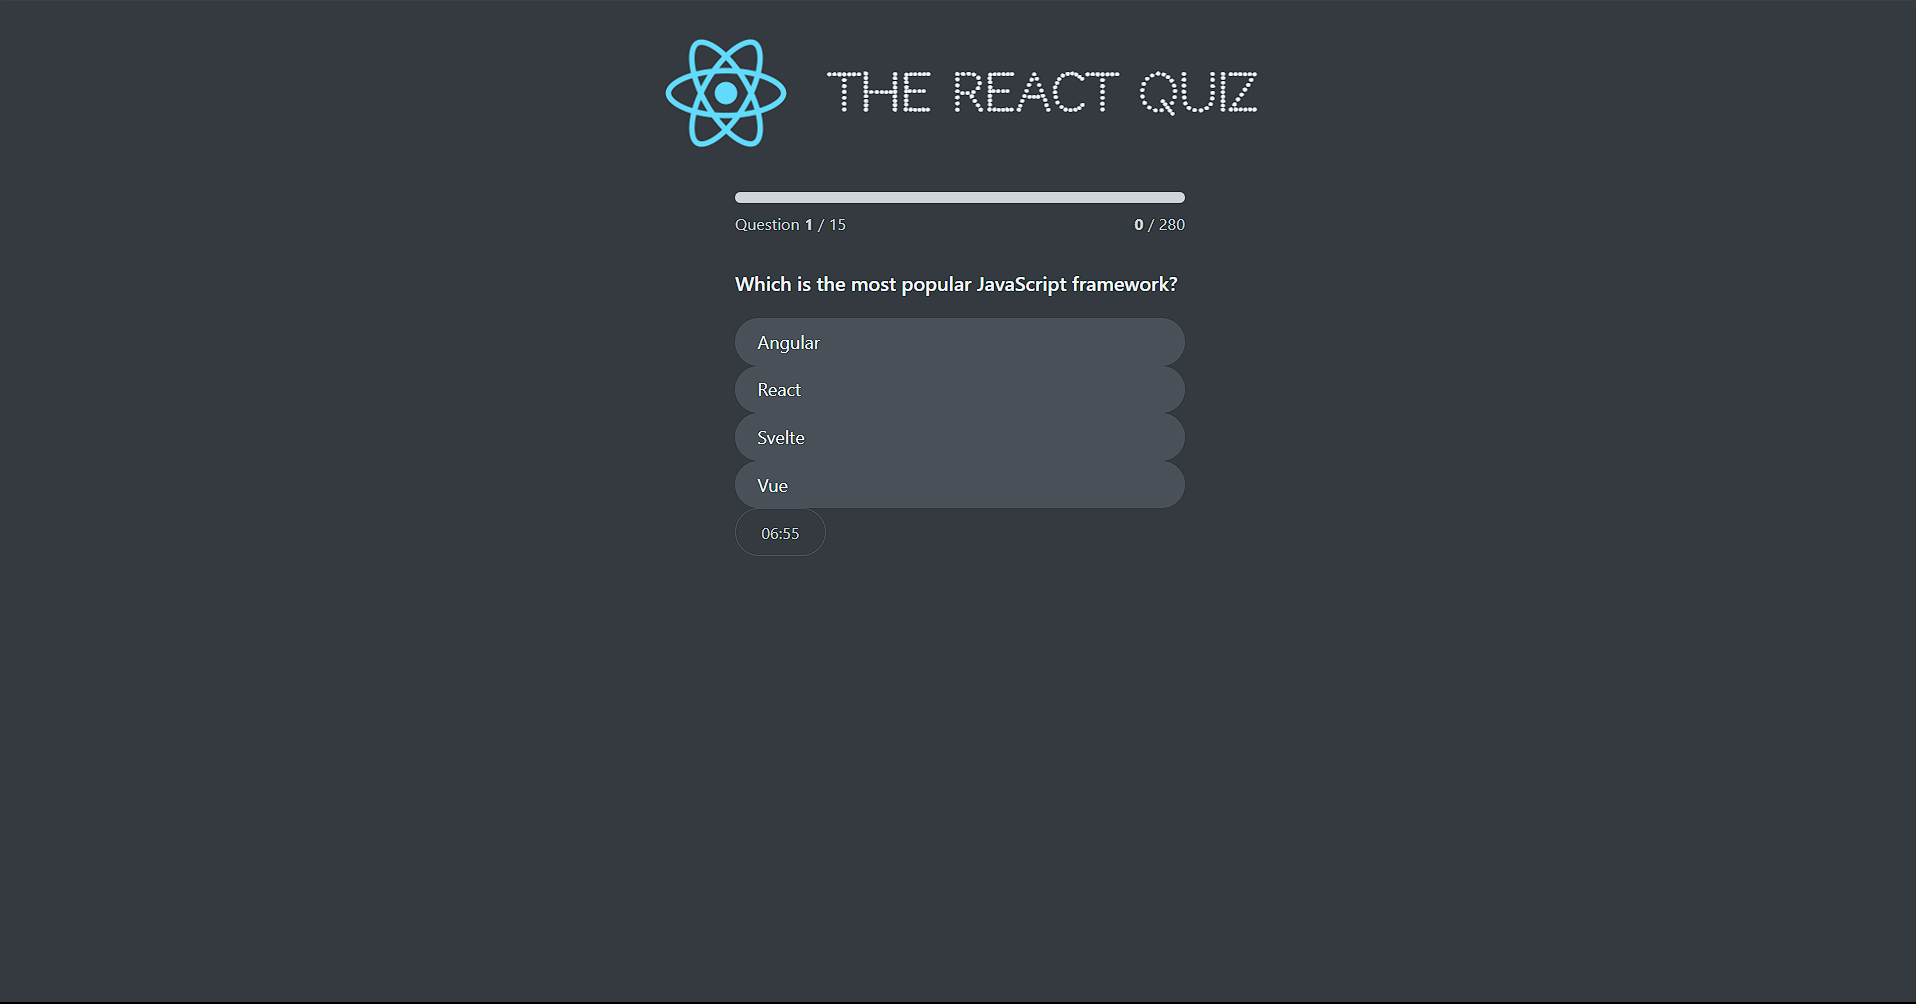 THE REACT QUIZ
Question 1 / 15
0 / 280
Which is the most popular JavaScript framework?
Angular
React
Svelte
Vue
06:55